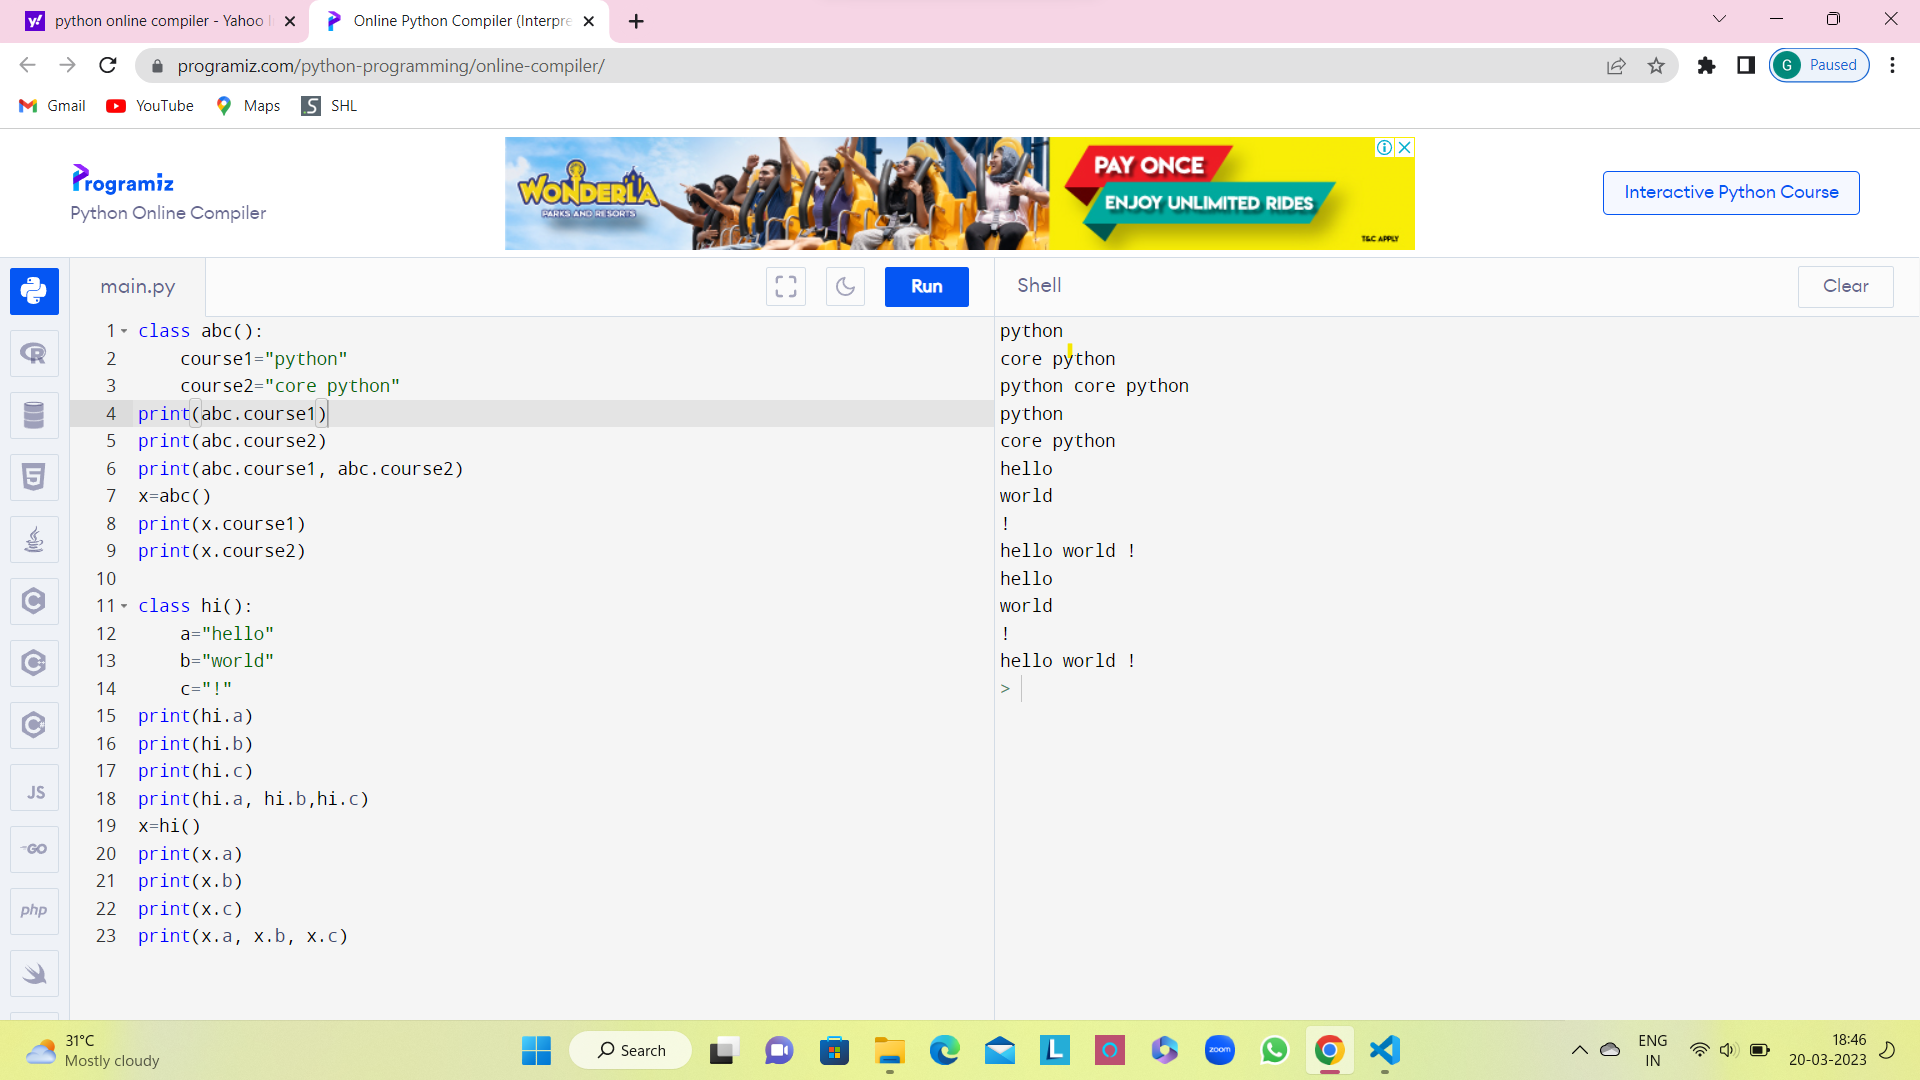 python online compiler - Yahoo I
Online Python Compiler (Interpre
programiz.com/python-programming/online-compiler/
G Paused
Gmail YouTube Maps SHL
Programiz
Python Online Compiler
WONDERLA
PARKS AND RESORTS
PAY ONCE
ENJOY UNLIMITED RIDES
T&C APPLY
Interactive Python Course
main.py
Run
Shell
Clear
1 class abc():
2 course1="python"
3 course2="core python"
4 print(abc.course1)
5 print(abc.course2)
6 print(abc.course1, abc.course2)
7 x=abc()
8 print(x.course1)
9 print(x.course2)
10
11 class hi():
12 a="hello"
13 b="world"
14 c="!"
15 print(hi.a)
16 print(hi.b)
17 print(hi.c)
18 print(hi.a, hi.b,hi.c)
19 x=hi()
20 print(x.a)
21 print(x.b)
22 print(x.c)
23 print(x.a, x.b, x.c)
python
core python
python core python
python
core python
hello
world
!
hello world !
hello
world
!
hello world !
>
JS
GO
php
31°C
Mostly cloudy
Search
zoom
ENG
IN
18:46
20-03-2023